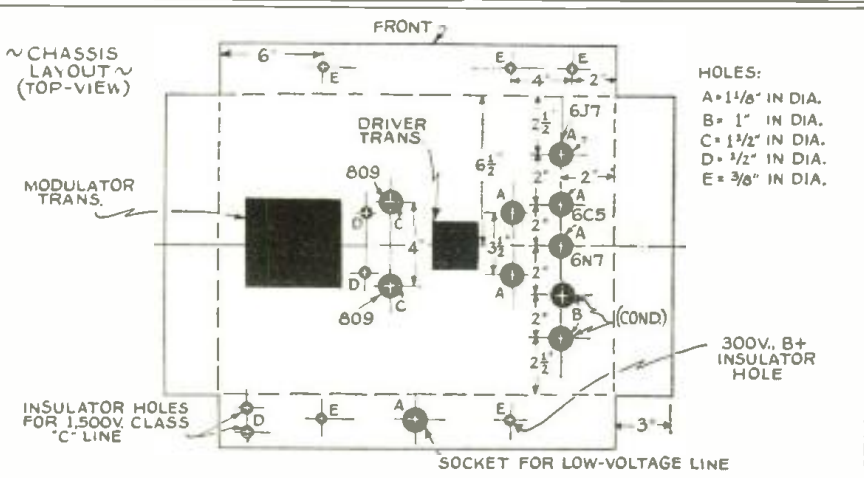 FRONT
~CHASSIS
LAYOUT~
(TOP-VIEW)
6"
E
E
E
4"
2"
HOLES:
A=1 1/8" IN DIA.
B= 1" IN DIA.
C=1 1/2" IN DIA.
D=1/2" IN DIA.
E=3/8" IN DIA.
6J7
A
2 1/2"
DRIVER
TRANS
6 1/2"
MODULATOR
TRANS.
809
2"
2"
A
A
6C5
D
C
2"
4"
3 1/2"
A
6N7
D
A
2"
C
809
B
(COND.)
2"
2 1/2"
300V., B+
INSULATOR
HOLE
INSULATOR HOLES
FOR 1,500V. CLASS
"C" LINE
D
E
A
E
3"
SOCKET FOR LOW-VOLTAGE LINE